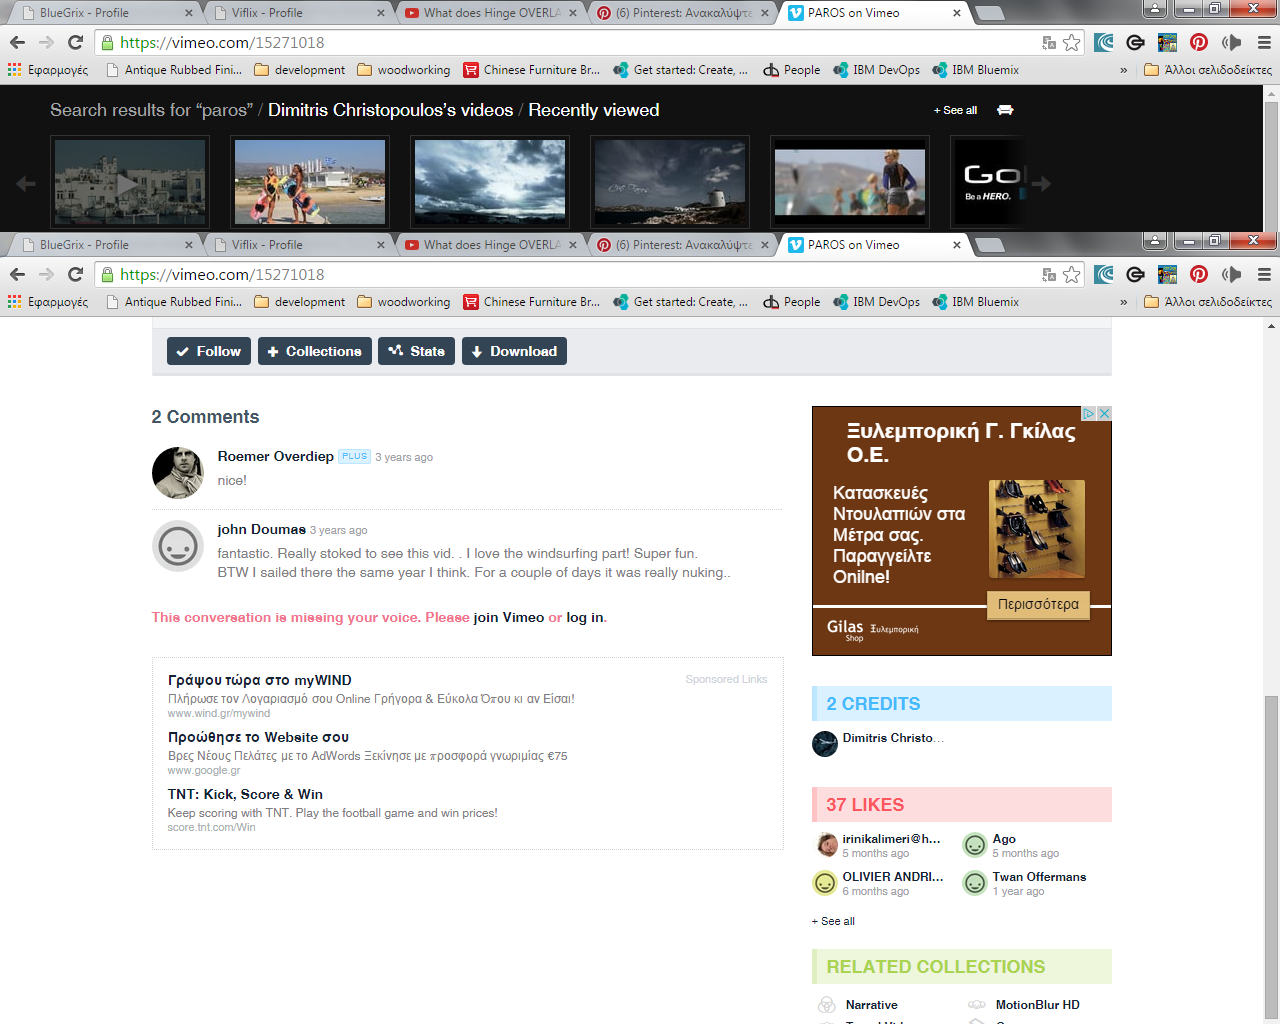 BlueGrix - Profile
Viflix - Profile
What does Hinge OVERLA
(6) Pinterest: Ανακαλύψτε
PAROS on Vimeo
https://vimeo.com/15271018
Εφαρμογές
Antique Rubbed Fini...
development
woodworking
Chinese Furniture Br...
Get started: Create, ...
People
IBM DevOps
IBM Bluemix
»
Άλλοι σελιδοδείκτες
Search results for “paros” / Dimitris Christopoulos’s videos / Recently viewed
+ See all
Be a HERO.
BlueGrix - Profile
Viflix - Profile
What does Hinge OVERLA
(6) Pinterest: Ανακαλύψτε
PAROS on Vimeo
https://vimeo.com/15271018
Εφαρμογές
Antique Rubbed Fini...
development
woodworking
Chinese Furniture Br...
Get started: Create, ...
People
IBM DevOps
IBM Bluemix
»
Άλλοι σελιδοδείκτες
Follow
Collections
Stats
Download
2 Comments
Roemer Overdiep PLUS 3 years ago
nice!
john Doumas 3 years ago
fantastic. Really stoked to see this vid. . I love the windsurfing part! Super fun.
BTW I sailed there the same year I think. For a couple of days it was really nuking..
This conversation is missing your voice. Please join Vimeo or log in.
Γράψου τώρα στο myWIND
Sponsored Links
Πλήρωσε τον Λογαριασμό σου Online Γρήγορα & Εύκολα Όπου κι αν Είσαι!
www.wind.gr/mywind
Προώθησε το Website σου
Βρες Νέους Πελάτες με το AdWords Ξεκίνησε με προσφορά γνωριμίας €75
www.google.gr
TNT: Kick, Score & Win
Keep scoring with TNT. Play the football game and win prizes!
score.tnt.com/Win
Ξυλεμπορική Γ. Γκίλας
Ο.Ε.
Κατασκευές
Ντουλαπιών στα
Μέτρα σας.
Παραγγείλτε
Onilne!
Περισσότερα
Gilas
Shop
Ξυλεμπορική
2 CREDITS
Dimitris Christo...
37 LIKES
irinikalimeri@h...
5 months ago
Ago
5 months ago
OLIVIER ANDRI...
6 months ago
Twan Offermans
1 year ago
+ See all
RELATED COLLECTIONS
Narrative
MotionBlur HD